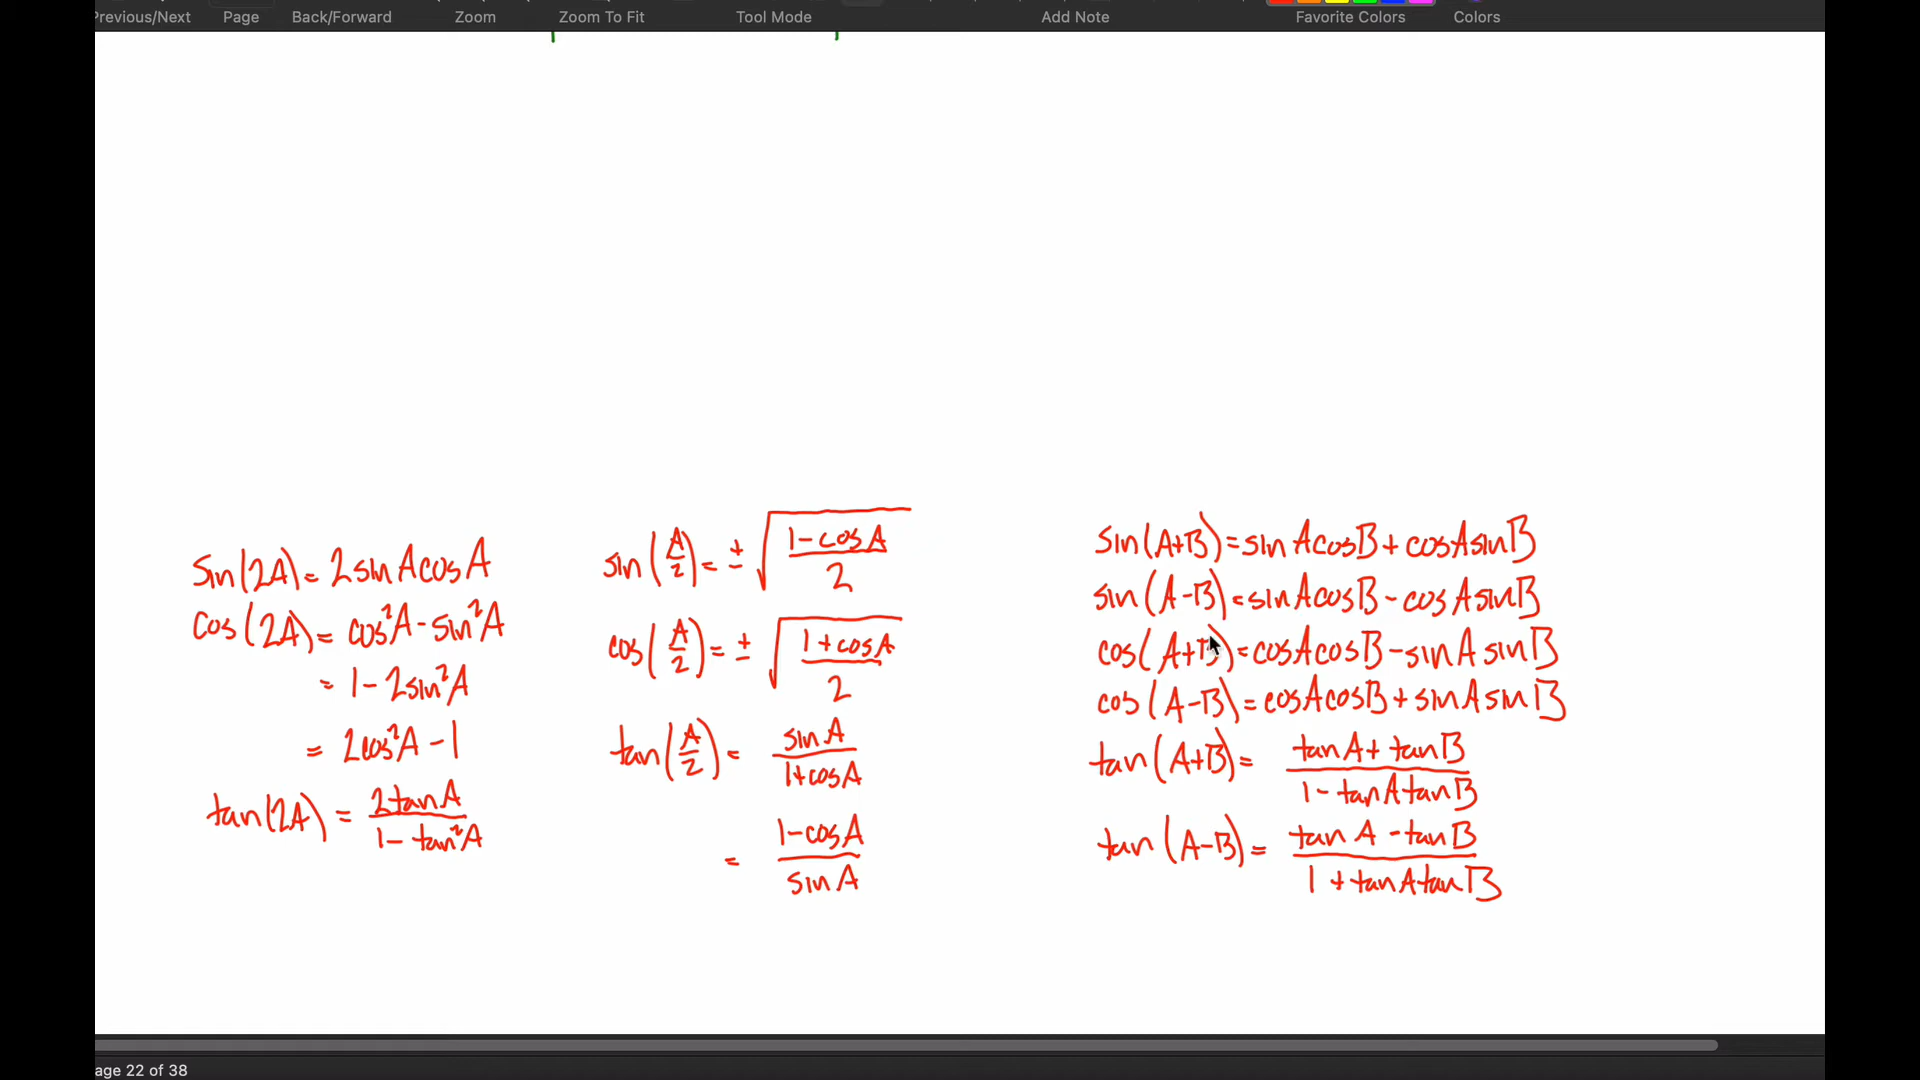 Previous/Next Page Back/Forward Zoom Zoom To Fit Tool Mode Add Note Favorite Colors Colors
sin(2A) = 2sinAcosA
cos(2A) = cos²A - sin²A
= 1 - 2sin²A
= 2cos²A - 1
tan(2A) = 2tanA / 1 - tan²A
sin(A/2) = ± √(1 - cosA / 2)
cos(A/2) = ± √(1 + cosA / 2)
tan(A/2) = sinA / 1 + cosA
= 1 - cosA / sinA
sin(A+B) = sinAcosB + cosAsinB
sin(A-B) = sinAcosB - cosAsinB
cos(A+B) = cosAcosB - sinAsinB
cos(A-B) = cosAcosB + sinAsinB
tan(A+B) = tanA + tanB / 1 - tanAtanB
tan(A-B) = tanA - tanB / 1 + tanAtanB
age 22 of 38